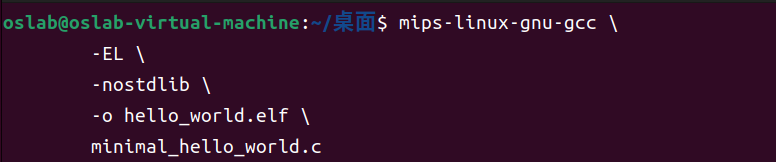 oslab@oslab-virtual-machine:~/桌面$ mips-linux-gnu-gcc \
-EL \
-nostdlib \
-o hello_world.elf \
minimal_hello_world.c